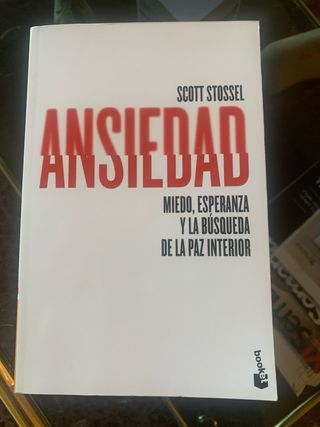 SCOTT STOSSEL
ANSIEDAD
MIEDO, ESPERANZA
Y LA BÚSQUEDA
DE LA PAZ INTERIOR
booket